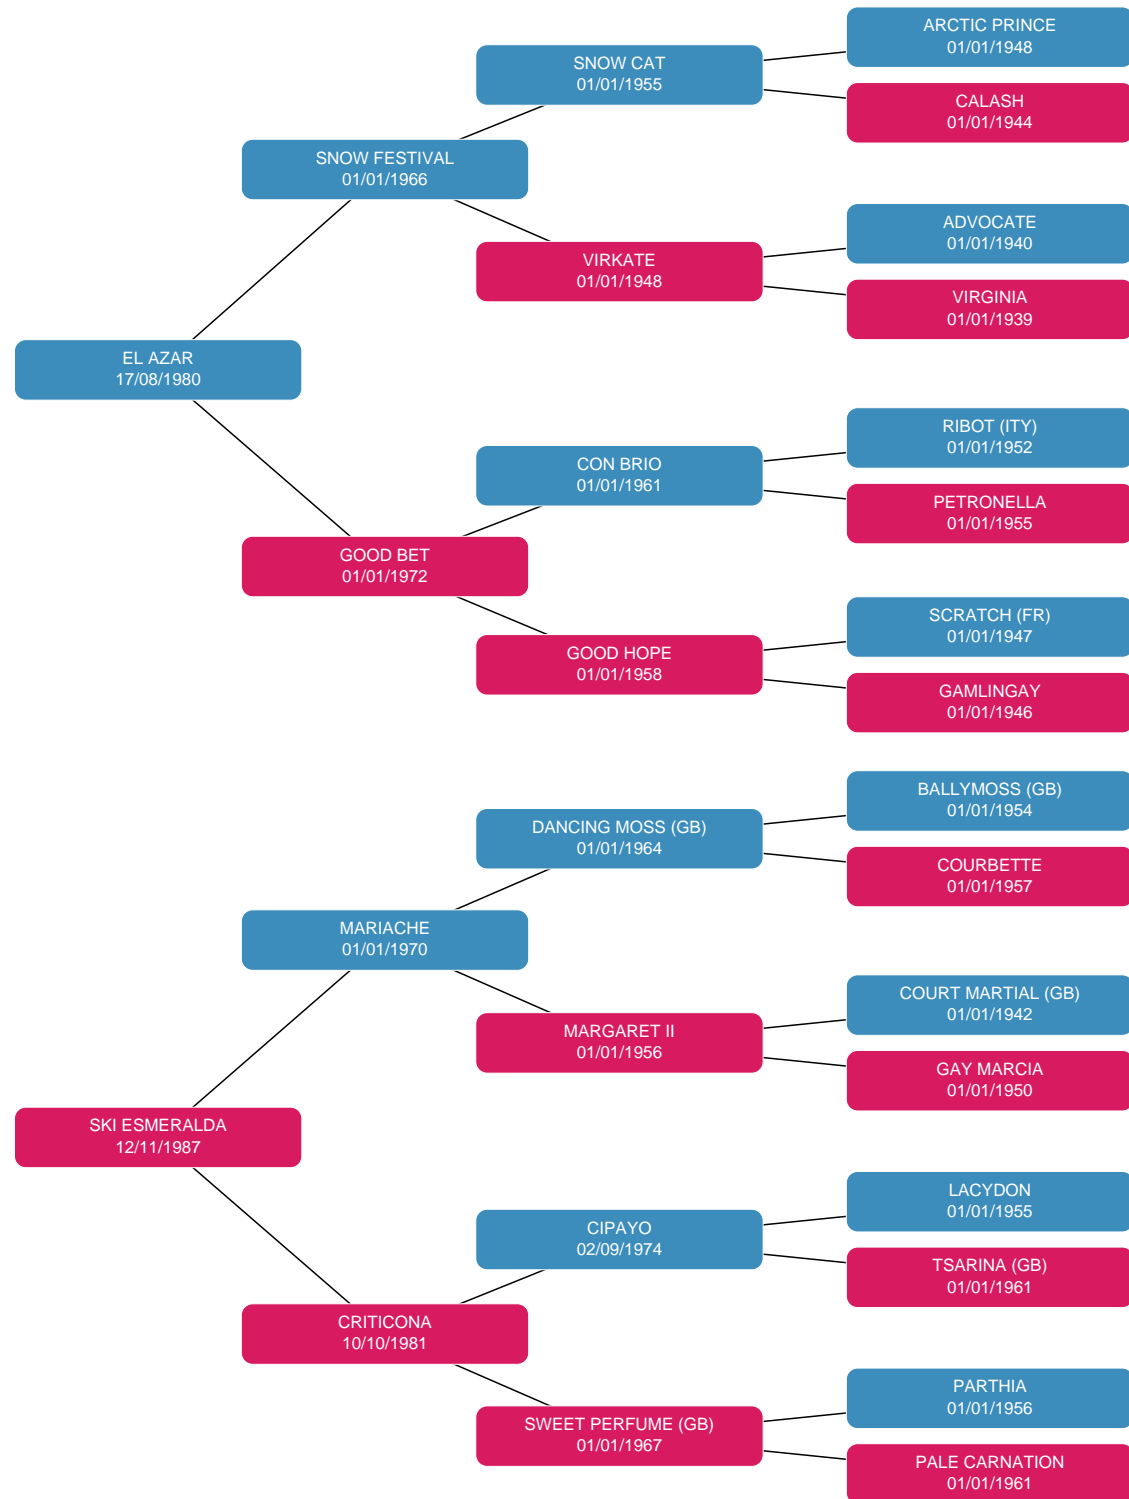 ARCTIC PRINCE
01/01/1948
SNOW CAT
01/01/1955
CALASH
01/01/1944
SNOW FESTIVAL
01/01/1966
ADVOCATE
01/01/1940
VIRKATE
01/01/1948
VIRGINIA
01/01/1939
EL AZAR
17/08/1980
RIBOT (ITY)
01/01/1952
CON BRIO
01/01/1961
PETRONELLA
01/01/1955
GOOD BET
01/01/1972
SCRATCH (FR)
01/01/1947
GOOD HOPE
01/01/1958
GAMLINGAY
01/01/1946
BALLYMOSS (GB)
01/01/1954
DANCING MOSS (GB)
01/01/1964
COURBETTE
01/01/1957
MARIACHE
01/01/1970
COURT MARTIAL (GB)
01/01/1942
MARGARET II
01/01/1956
GAY MARCIA
01/01/1950
SKI ESMERALDA
12/11/1987
LACYDON
01/01/1955
CIPAYO
02/09/1974
TSARINA (GB)
01/01/1961
CRITICONA
10/10/1981
PARTHIA
01/01/1956
SWEET PERFUME (GB)
01/01/1967
PALE CARNATION
01/01/1961